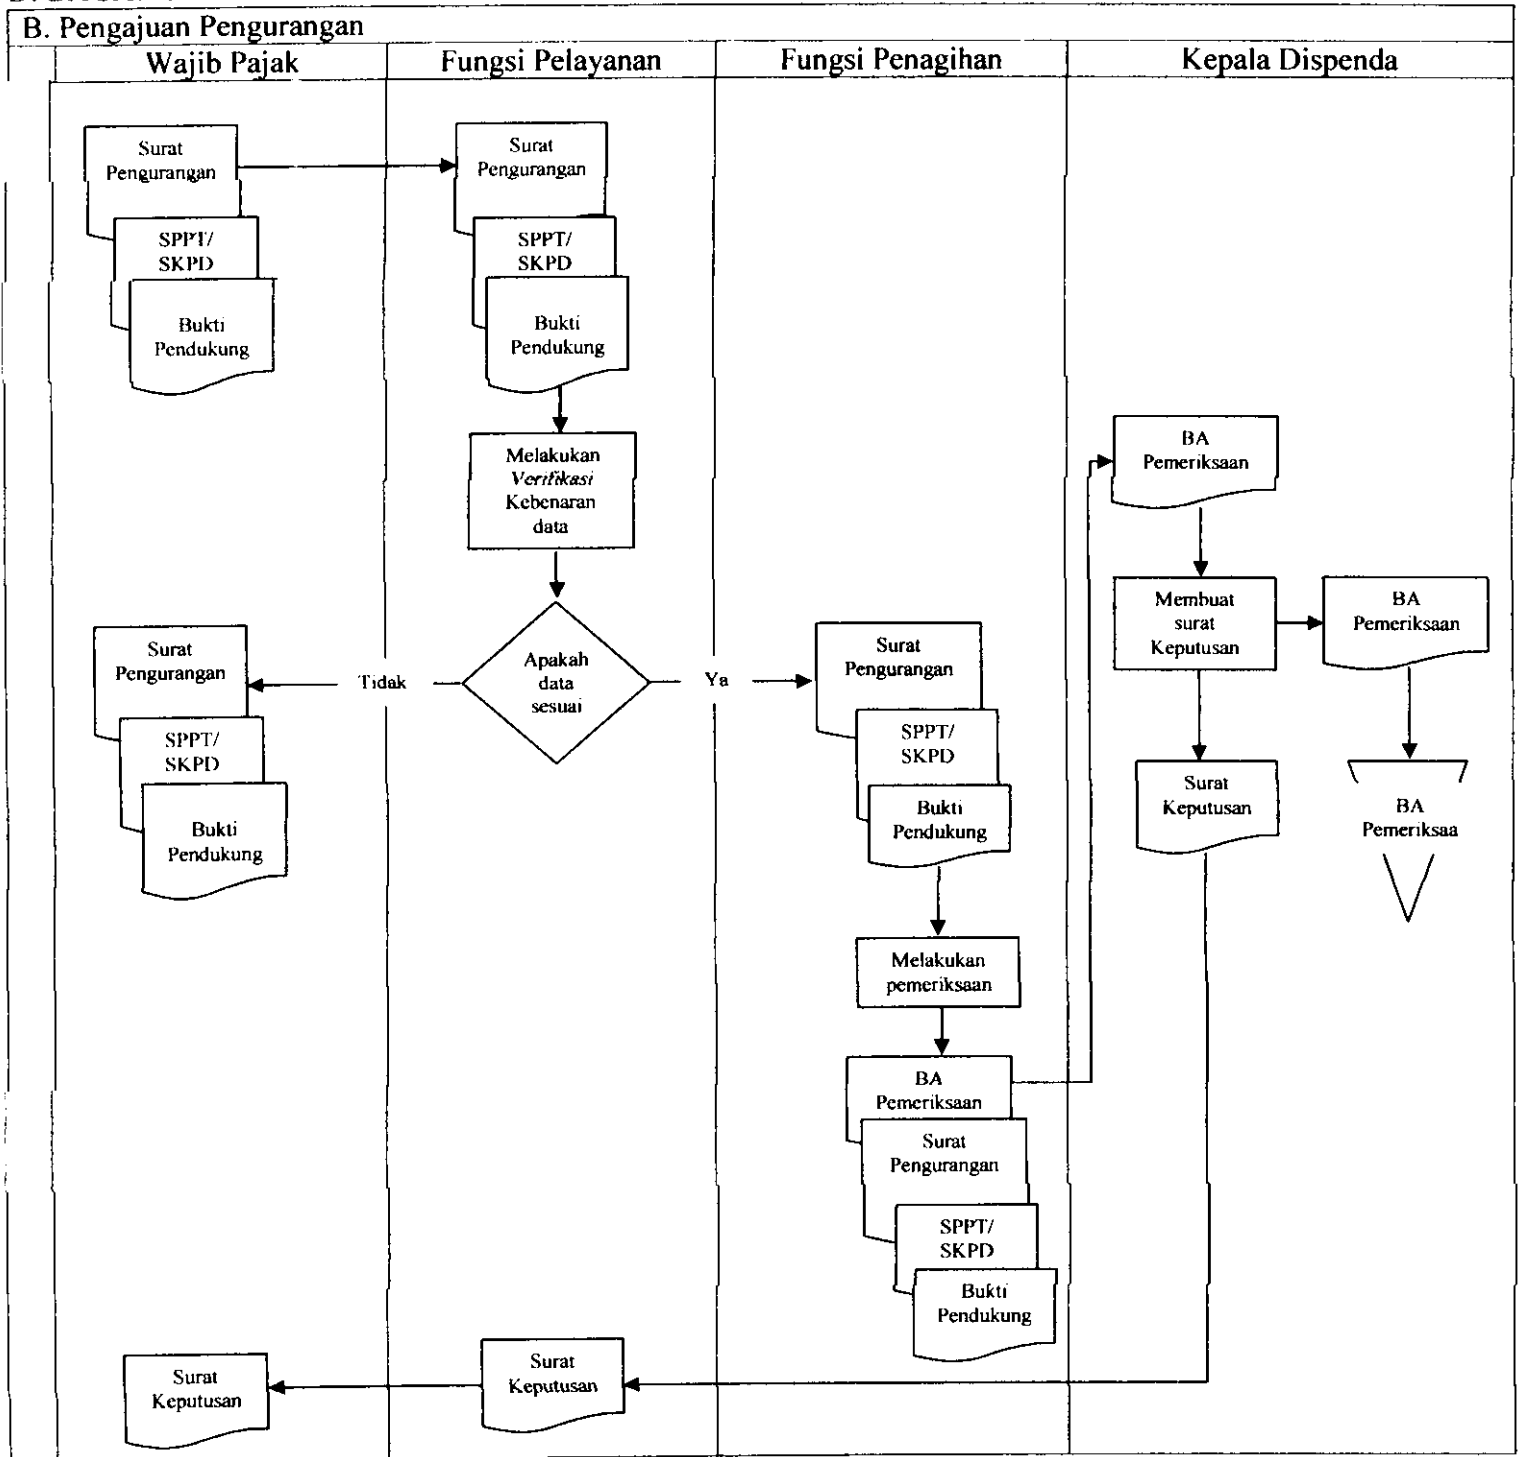 B. Pengajuan Pengurangan
Wajib Pajak
Fungsi Pelayanan
Fungsi Penagihan
Kepala Dispenda
Surat
Pengurangan
SPPT/
SKPD
Bukti
Pendukung
Surat
Pengurangan
SPPT/
SKPD
Bukti
Pendukung
Melakukan
Verifikasi
Kebenaran
data
Apakah
data
sesuai
Tidak
Ya
Surat
Pengurangan
SPPT/
SKPD
Bukti
Pendukung
Surat
Pengurangan
SPPT/
SKPD
Bukti
Pendukung
Melakukan
pemeriksaan
BA
Pemeriksaan
Surat
Pengurangan
SPPT/
SKPD
Bukti
Pendukung
BA
Pemeriksaan
Membuat
surat
Keputusan
BA
Pemeriksaan
BA
Pemeriksaa
Surat
Keputusan
Surat
Keputusan
Surat
Keputusan